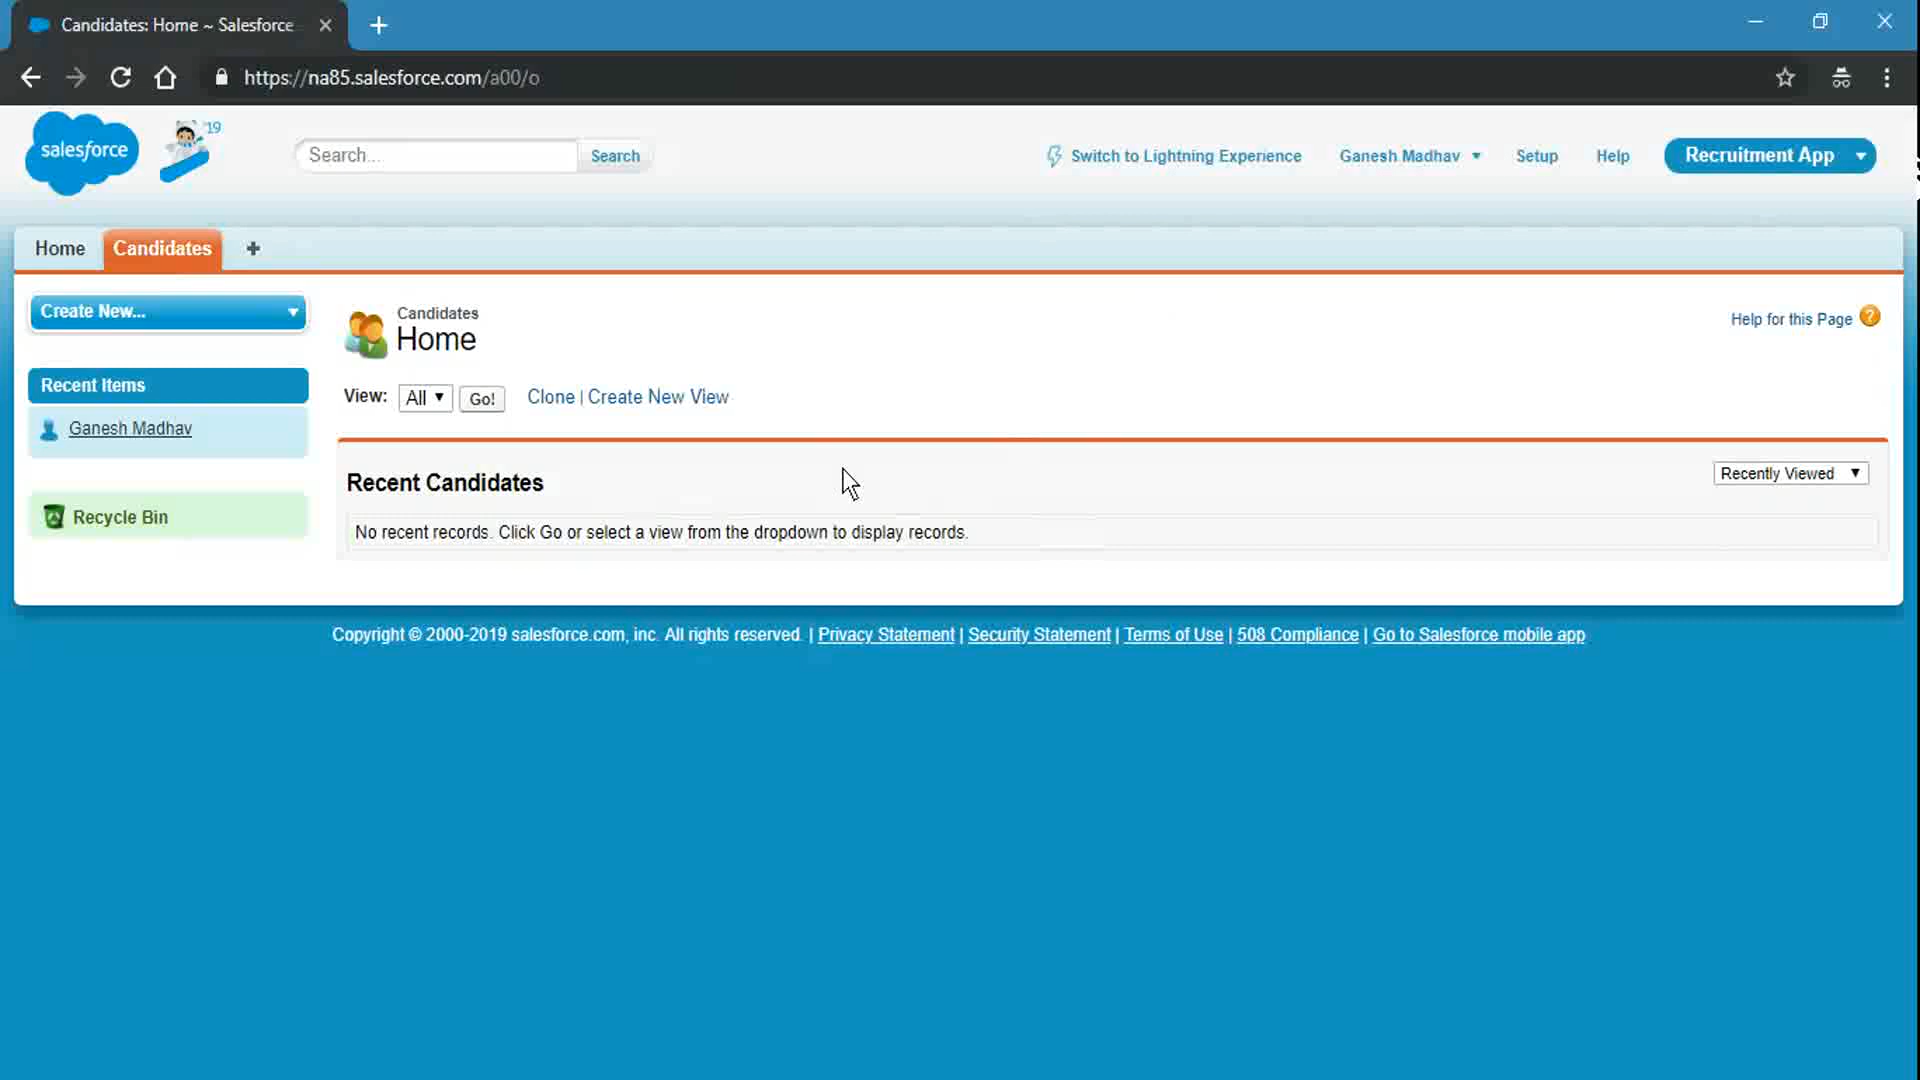 Candidates: Home ~ Salesforce
https://na85.salesforce.com/a00/o
salesforce
'19
Search...
Search
Switch to Lightning Experience
Ganesh Madhav
Setup
Help
Recruitment App
Home
Candidates
Create New...
Candidates
Home
Help for this Page
View: All Go! Clone | Create New View
Recent Items
Ganesh Madhav
Recycle Bin
Recent Candidates
Recently Viewed
No recent records. Click Go or select a view from the dropdown to display records.
Copyright © 2000-2019 salesforce.com, inc. All rights reserved. | Privacy Statement | Security Statement | Terms of Use | 508 Compliance | Go to Salesforce mobile app